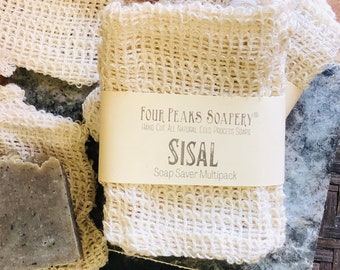 Four Peaks Soapery®
Hand Cut All Natural Cold Process Soaps
SISAL
Soap Saver Multipack